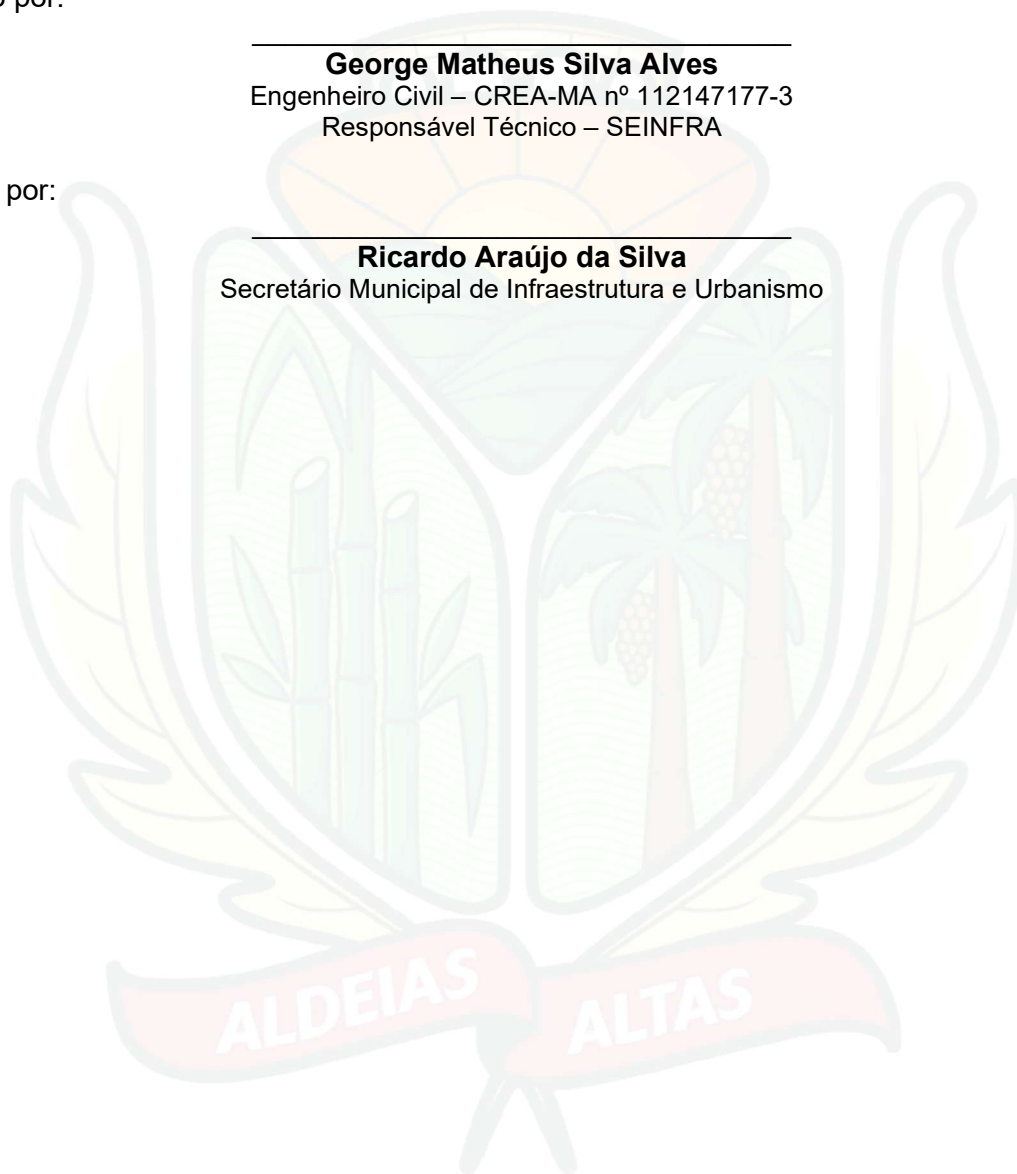 por:
George Matheus Silva Alves
Engenheiro Civil – CREA-MA nº 112147177-3
Responsável Técnico – SEINFRA
por:
Ricardo Araújo da Silva
Secretário Municipal de Infraestrutura e Urbanismo
ALDEIAS ALTAS